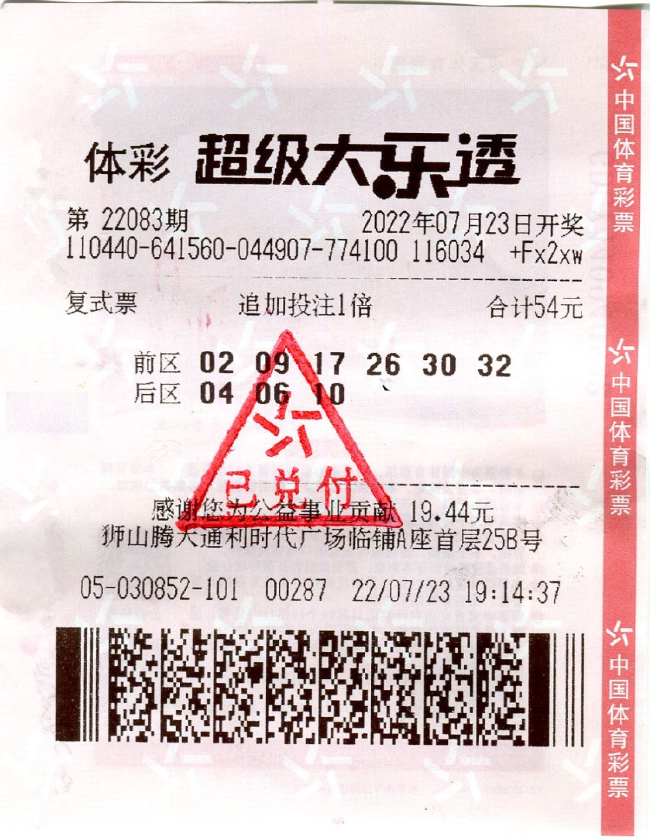 体彩 超级大乐透
第 22083期 2022年07月23日开奖
110440-641560-044907-774100 116034 +Fx2xw
复式票 追加投注1倍 合计54元
前区 02 09 17 26 30 32
后区 04 06 10
已兑付
感谢您为公益事业贡献 19.44元
狮山腾大通利时代广场临铺A座首层25B号
05-030852-101 00287 22/07/23 19:14:37
中国体育彩票
中国体育彩票
中国体育彩票